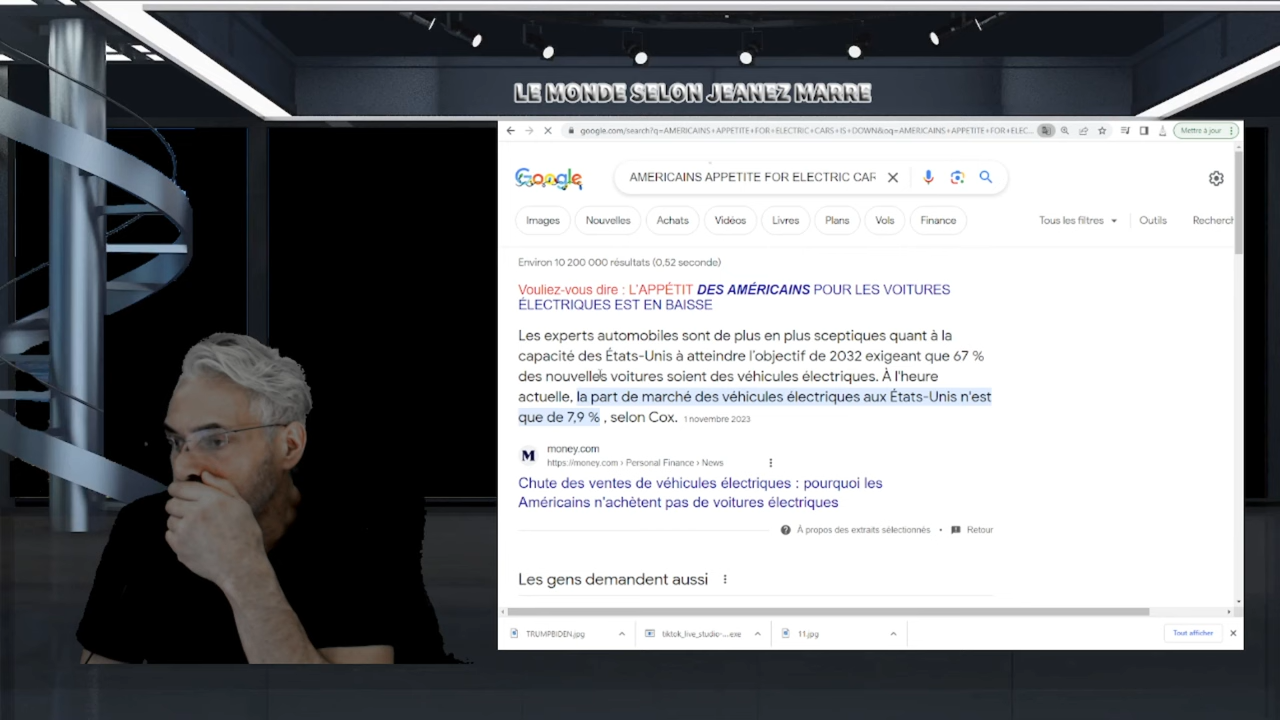 LE MONDE SELON JEANEZ MARRE
google.com/search?q=AMERICAINS+APPETITE+FOR+ELECTRIC+CARS+IS+DOWN&oq=AMERICAINS+APPETITE+FOR+ELEC...
Mettre à jour
Google
AMERICAINS APPETITE FOR ELECTRIC CAR
Images Nouvelles Achats Vidéos Livres Plans Vols Finance Tous les filtres Outils Recherch
Environ 10 200 000 résultats (0,52 seconde)
Vouliez-vous dire : L'APPÉTIT DES AMÉRICAINS POUR LES VOITURES
ÉLECTRIQUES EST EN BAISSE
Les experts automobiles sont de plus en plus sceptiques quant à la
capacité des États-Unis à atteindre l'objectif de 2032 exigeant que 67 %
des nouvelles voitures soient des véhicules électriques. À l'heure
actuelle, la part de marché des véhicules électriques aux États-Unis n'est
que de 7,9 % , selon Cox. 1 novembre 2023
M money.com
https://money.com › Personal Finance › News
Chute des ventes de véhicules électriques : pourquoi les
Américains n'achètent pas de voitures électriques
À propos des extraits sélectionnés • Retour
Les gens demandent aussi
TRUMPBIDEN.jpg tiktok_live_studio-....exe 11.jpg Tout afficher